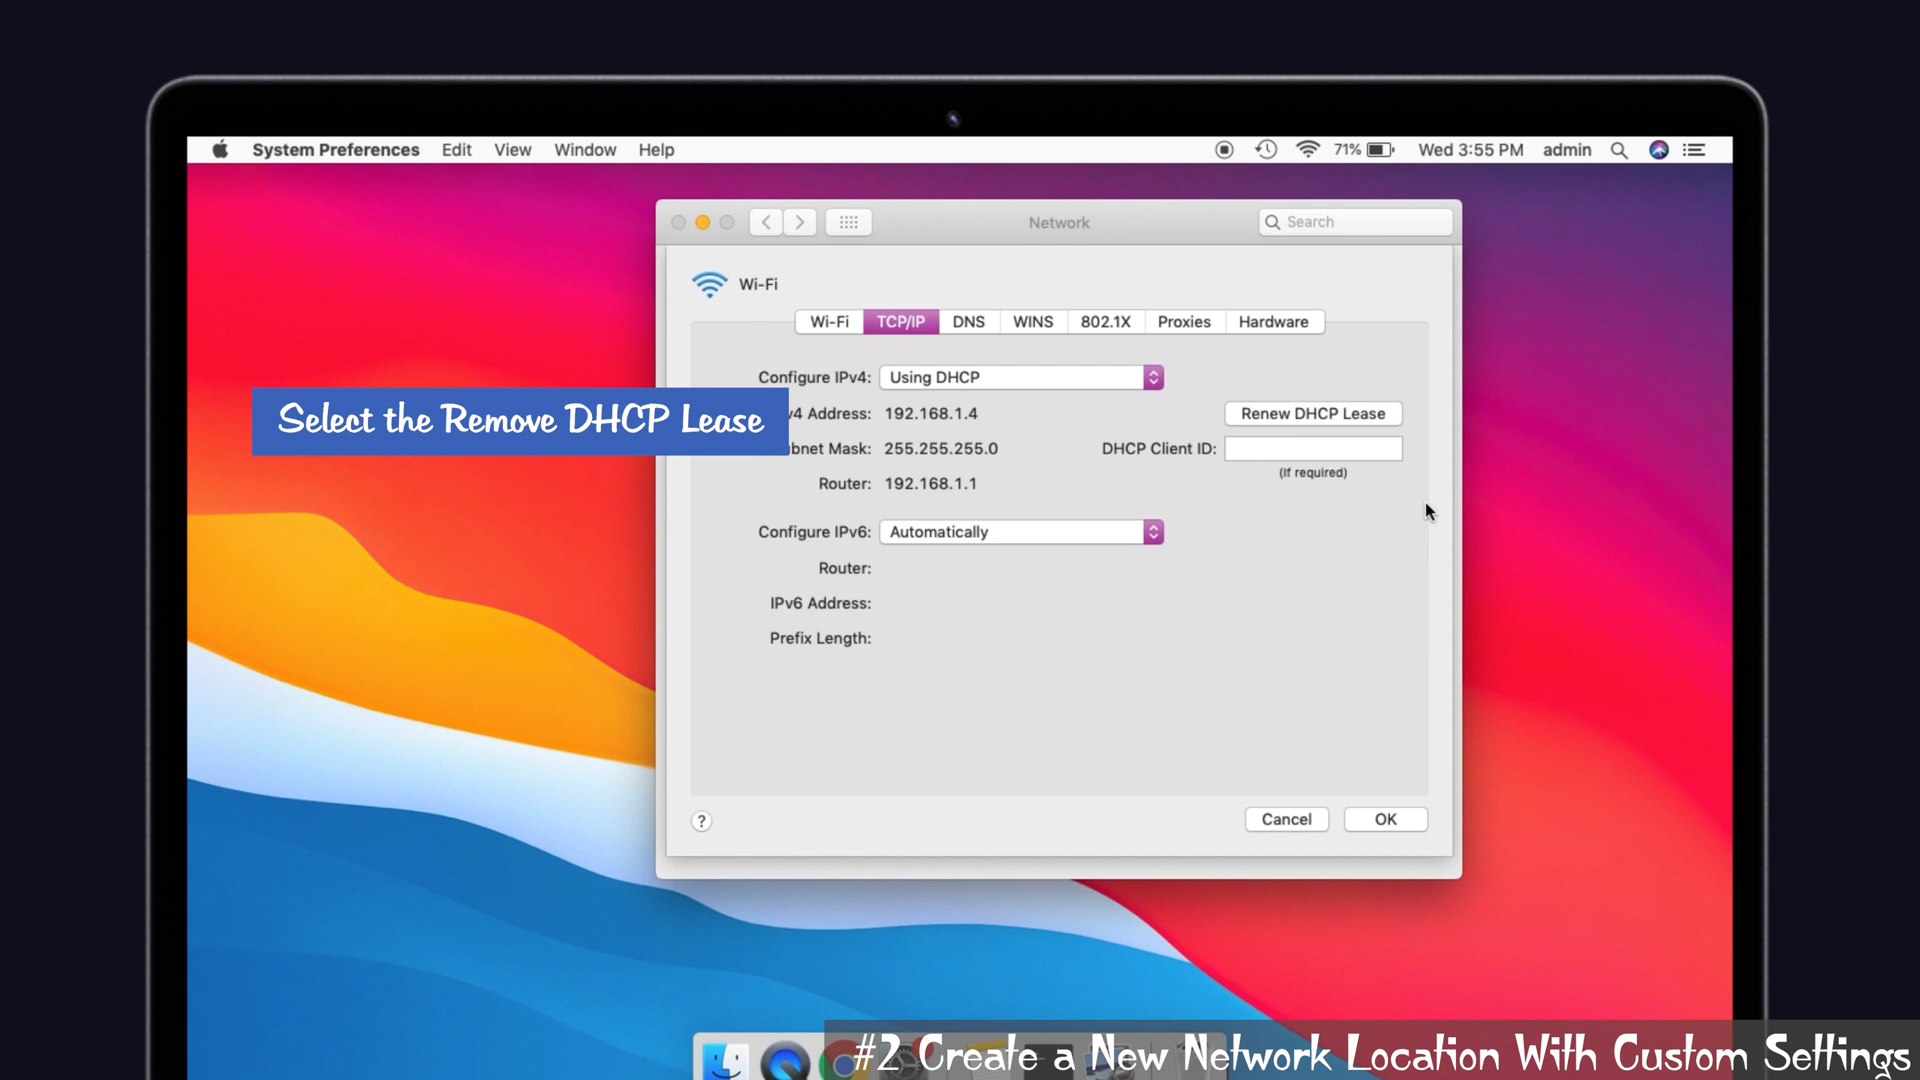 System Preferences Edit View Window Help 71% Wed 3:55 PM admin
Network
Search
Wi-Fi
Wi-Fi TCP/IP DNS WINS 802.1X Proxies Hardware
Configure IPv4: Using DHCP
Select the Remove DHCP Lease
v4 Address: 192.168.1.4 Renew DHCP Lease
bnet Mask: 255.255.255.0 DHCP Client ID:
(If required)
Router: 192.168.1.1
Configure IPv6: Automatically
Router:
IPv6 Address:
Prefix Length:
? Cancel OK
#2 Create a New Network Location With Custom Settings